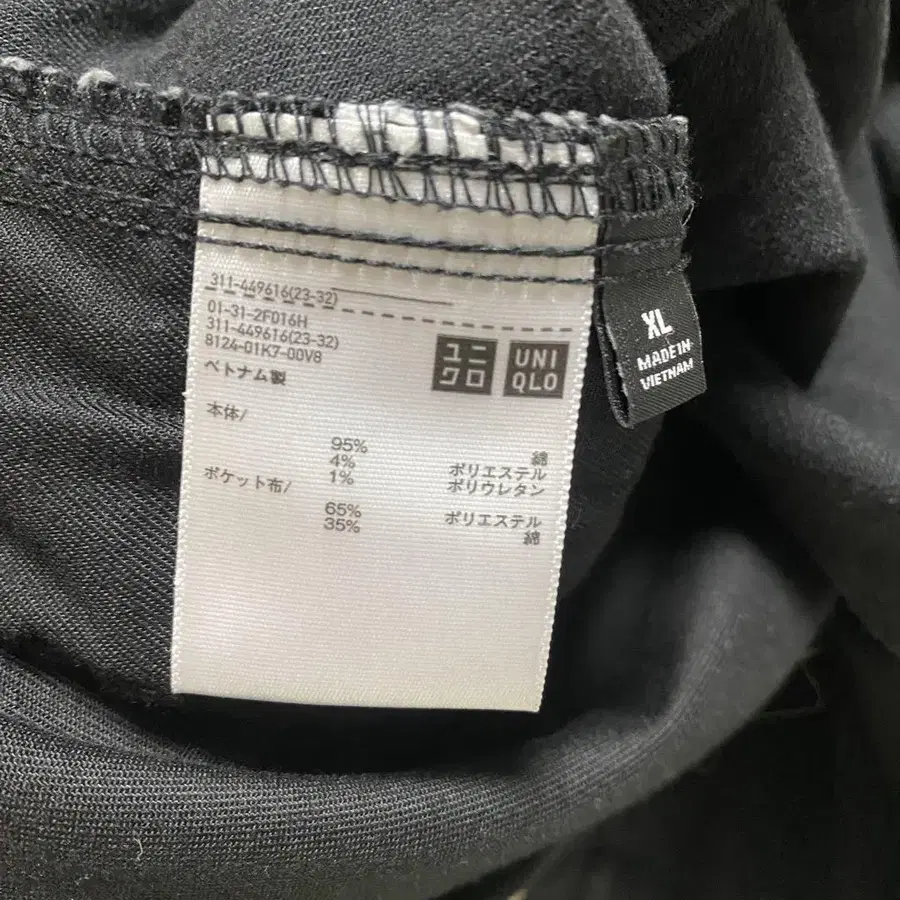 311-449616(23-32)
01-31-2F016H
311-449616(23-32)
8124-01K7-00V8
ベトナム製
ユニ
クロ
UNI
QLO
本体/
95% 綿
4% ポリエステル
1% ポリウレタン
ポケット布/
65% ポリエステル
35% 綿
XL
MADE IN
VIETNAM